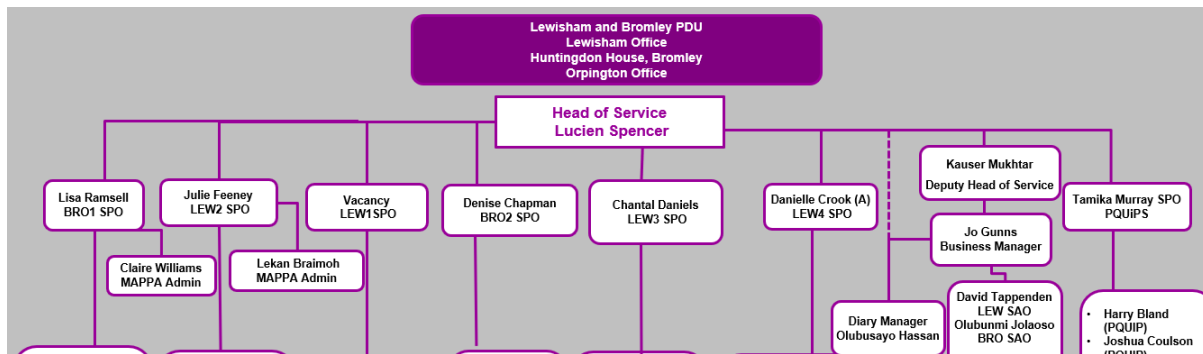 Lewisham and Bromley PDU
Lewisham Office
Huntingdon House, Bromley
Orpington Office
Head of Service
Lucien Spencer
Lisa Ramsell
BRO1 SPO
Julie Feeney
LEW2 SPO
Vacancy
LEW1SPO
Denise Chapman
BRO2 SPO
Chantal Daniels
LEW3 SPO
Danielle Crook (A)
LEW4 SPO
Kauser Mukhtar
Deputy Head of Service
Tamika Murray SPO
PQUiPS
Jo Gunns
Business Manager
Claire Williams
MAPPA Admin
Lekan Braimoh
MAPPA Admin
Diary Manager
Olubusayo Hassan
David Tappenden
LEW SAO
Olubunmi Jolaoso
BRO SAO
• Harry Bland
(PQUIP)
• Joshua Coulson
(PQUIP)